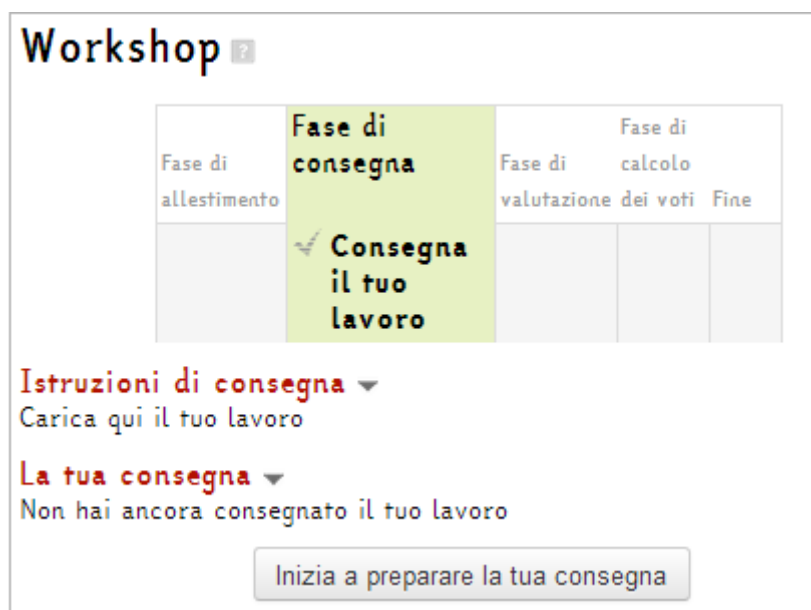 Workshop ?
Fase di
allestimento
Fase di
consegna
Fase di
valutazione
Fase di
calcolo
dei voti
Fine
Consegna
il tuo
lavoro
Istruzioni di consegna
Carica qui il tuo lavoro
La tua consegna
Non hai ancora consegnato il tuo lavoro
Inizia a preparare la tua consegna